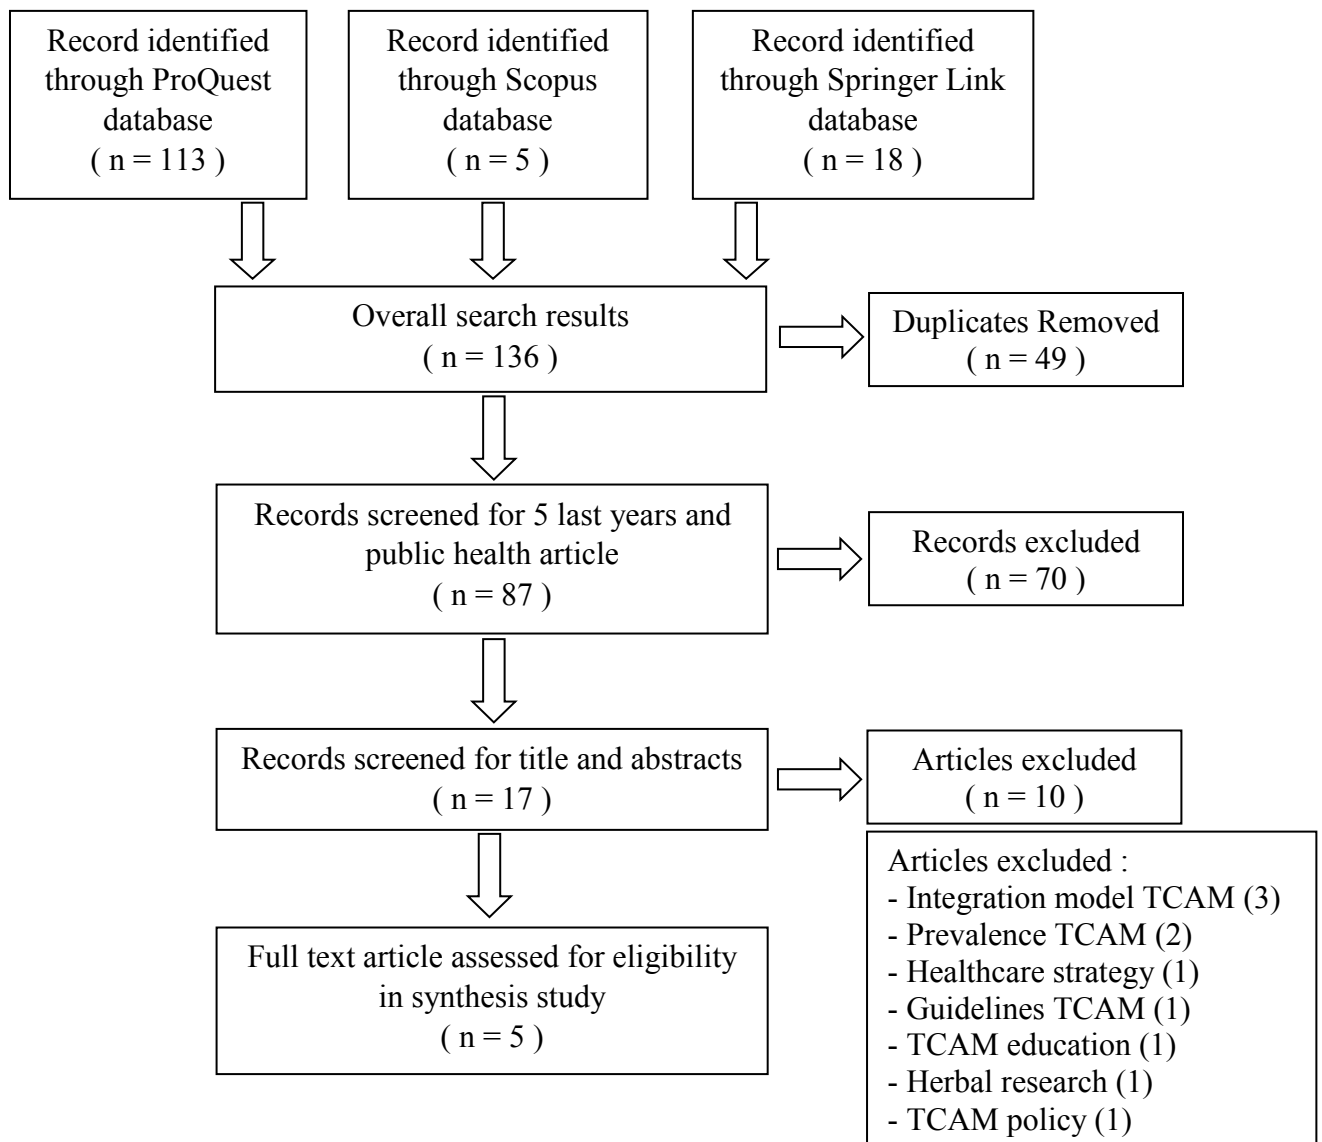 Record identified
through ProQuest
database
( n = 113 )
Record identified
through Scopus
database
( n = 5 )
Record identified
through Springer Link
database
( n = 18 )
Overall search results
( n = 136 )
Duplicates Removed
( n = 49 )
Records screened for 5 last years and
public health article
( n = 87 )
Records excluded
( n = 70 )
Records screened for title and abstracts
( n = 17 )
Articles excluded
( n = 10 )
Articles excluded :
- Integration model TCAM (3)
- Prevalence TCAM (2)
- Healthcare strategy (1)
- Guidelines TCAM (1)
- TCAM education (1)
- Herbal research (1)
- TCAM policy (1)
Full text article assessed for eligibility
in synthesis study
( n = 5 )